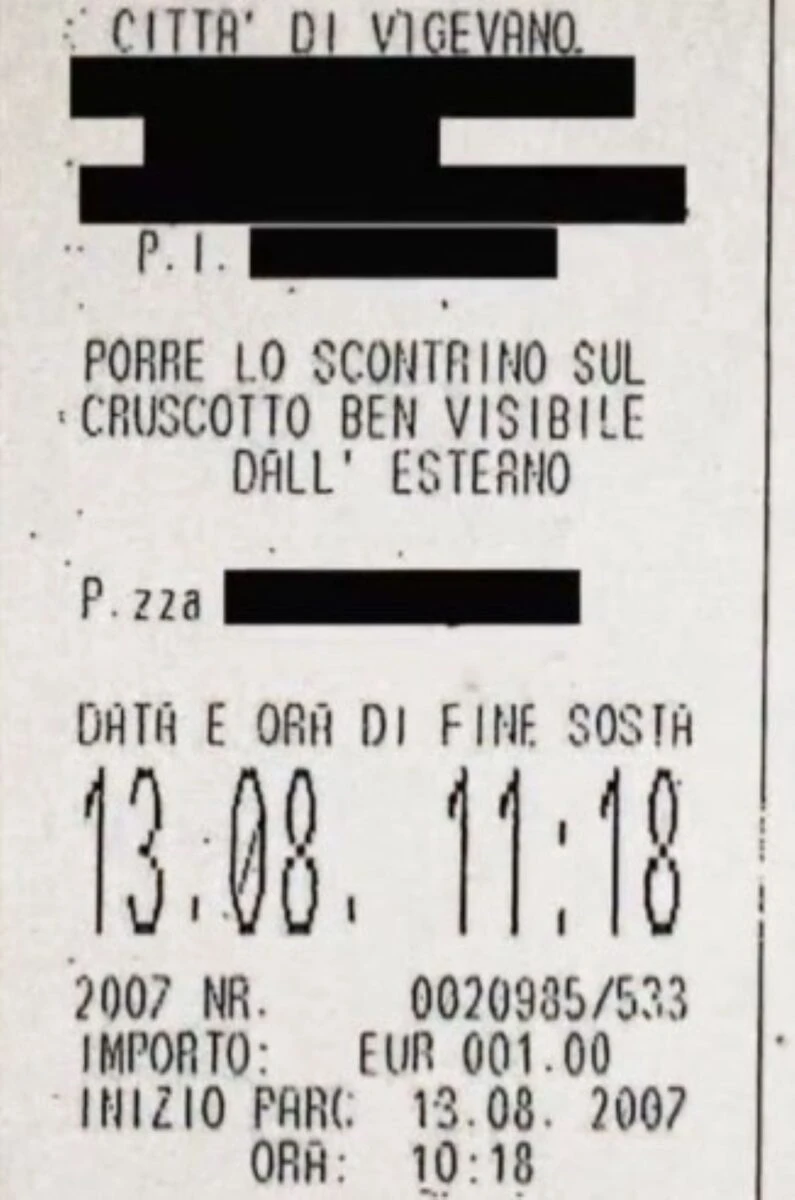 CITTA' DI VIGEVANO.
P.I.
PORRE LO SCONTRINO SUL
CRUSCOTTO BEN VISIBILE
DALL' ESTERNO
P.zza
DATA E ORA DI FINE SOSTA
13.08. 11:18
2007 NR. 0020985/533
IMPORTO: EUR 001.00
INIZIO PARC: 13.08. 2007
ORA: 10:18